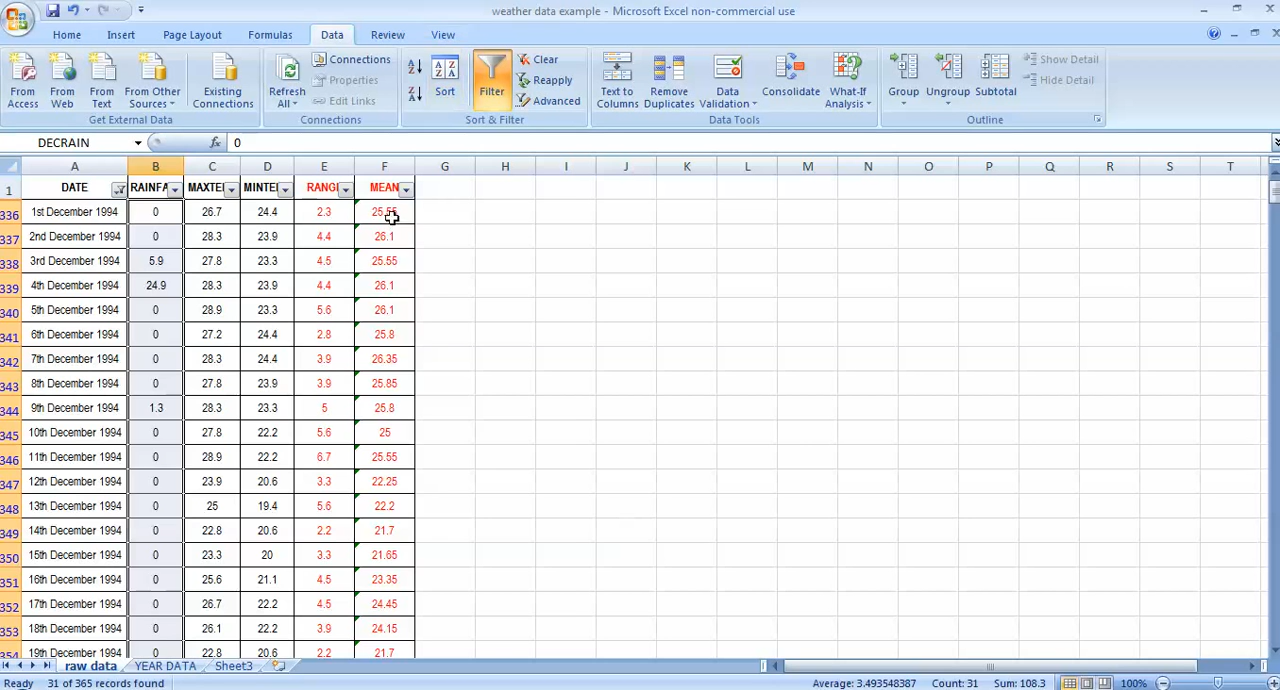 weather data example - Microsoft Excel non-commercial use
Home Insert Page Layout Formulas Data Review View
From Access
From Web
From Text
From Other Sources
Existing Connections
Get External Data
Refresh All
Connections
Properties
Edit Links
Connections
Sort
Filter
Clear
Reapply
Advanced
Sort & Filter
Text to Columns
Remove Duplicates
Data Validation
Consolidate
What-If Analysis
Data Tools
Group
Ungroup
Subtotal
Show Detail
Hide Detail
Outline
DECRAIN fx 0
A B C D E F G H I J K L M N O P Q R S T
1 DATE RAINFA MAXTE MINTE RANG MEAN
336 1st December 1994 0 26.7 24.4 2.3 25.55
337 2nd December 1994 0 28.3 23.9 4.4 26.1
338 3rd December 1994 5.9 27.8 23.3 4.5 25.55
339 4th December 1994 24.9 28.3 23.9 4.4 26.1
340 5th December 1994 0 28.9 23.3 5.6 26.1
341 6th December 1994 0 27.2 24.4 2.8 25.8
342 7th December 1994 0 28.3 24.4 3.9 26.35
343 8th December 1994 0 27.8 23.9 3.9 25.85
344 9th December 1994 1.3 28.3 23.3 5 25.8
345 10th December 1994 0 27.8 22.2 5.6 25
346 11th December 1994 0 28.9 22.2 6.7 25.55
347 12th December 1994 0 23.9 20.6 3.3 22.25
348 13th December 1994 0 25 19.4 5.6 22.2
349 14th December 1994 0 22.8 20.6 2.2 21.7
350 15th December 1994 0 23.3 20 3.3 21.65
351 16th December 1994 0 25.6 21.1 4.5 23.35
352 17th December 1994 0 26.7 22.2 4.5 24.45
353 18th December 1994 0 26.1 22.2 3.9 24.15
354 19th December 1994 0 22.8 20.6 2.2 21.7
raw data YEAR DATA Sheet3
Ready 31 of 365 records found Average: 3.493548387 Count: 31 Sum: 108.3 100%